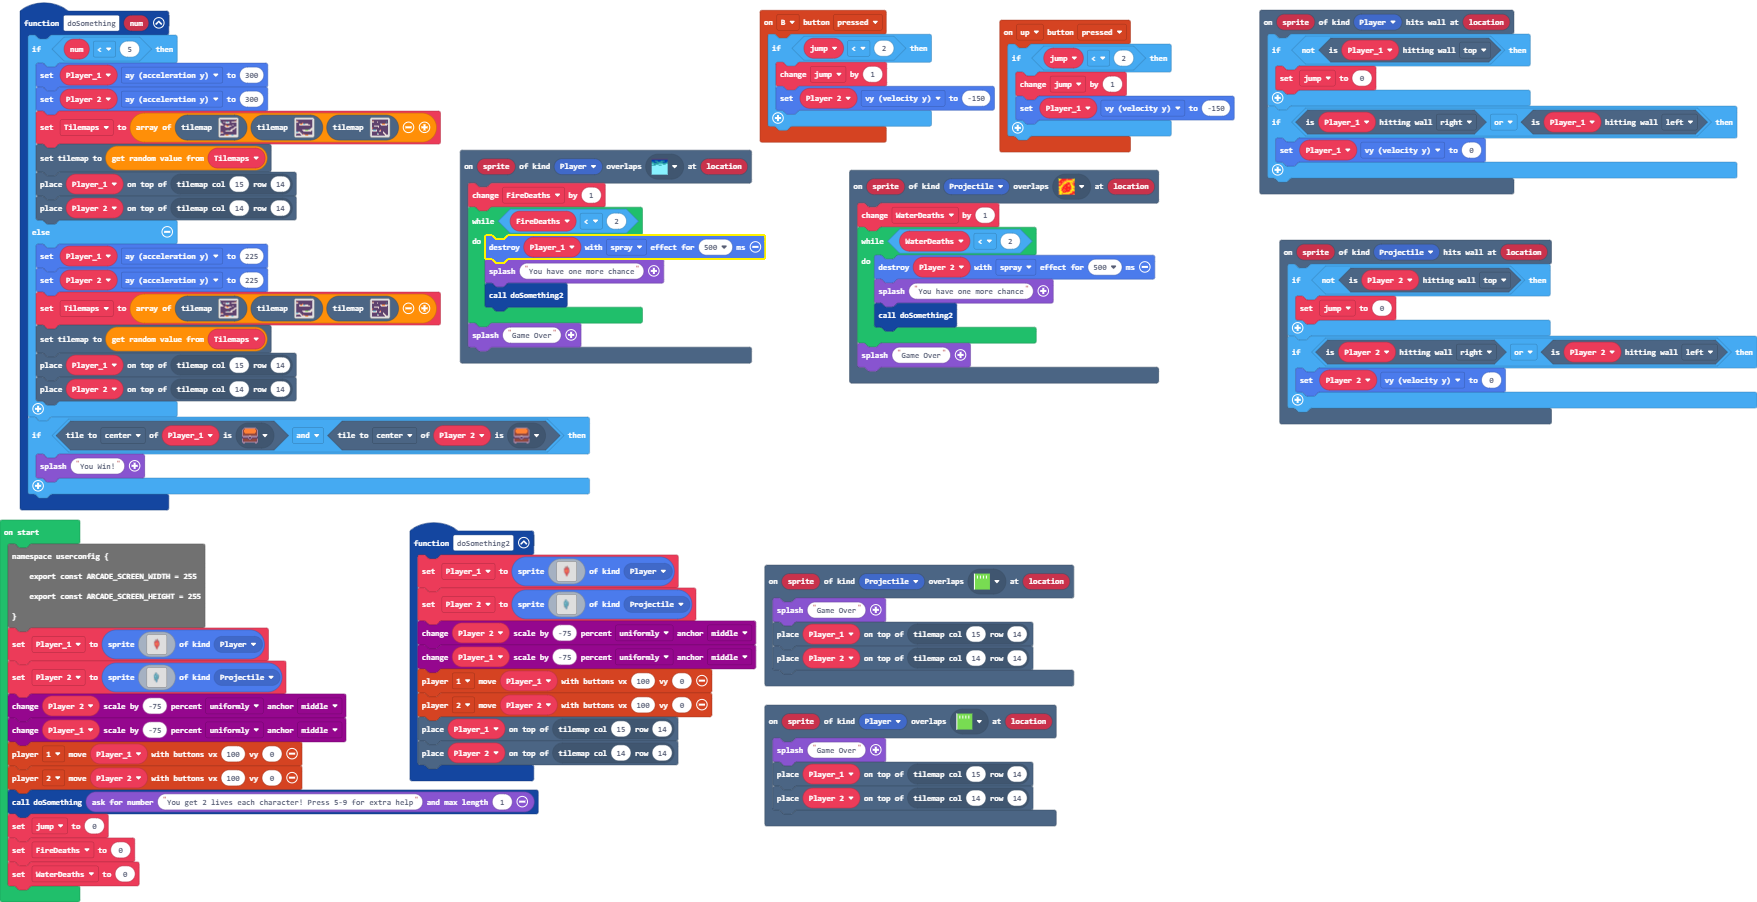 function doSomething num
if num < 5 then
set Player_1 ay (acceleration y) to 300
set Player 2 ay (acceleration y) to 300
set Tilemaps to array of tilemap tilemap tilemap
set tilemap to get random value from Tilemaps
place Player_1 on top of tilemap col 15 row 14
place Player 2 on top of tilemap col 14 row 14
else
set Player_1 ay (acceleration y) to 225
set Player 2 ay (acceleration y) to 225
set Tilemaps to array of tilemap tilemap tilemap
set tilemap to get random value from Tilemaps
place Player_1 on top of tilemap col 15 row 14
place Player 2 on top of tilemap col 14 row 14
if tile to center of Player_1 is and tile to center of Player 2 is then
splash "You Win!"
on sprite of kind Player overlaps at location
change FireDeaths by 1
while FireDeaths < 2
do destroy Player_1 with spray effect for 500 ms
splash "You have one more chance"
call doSomething2
splash "Game Over"
on B button pressed
if jump < 2 then
change jump by 1
set Player 2 vy (velocity y) to -150
on up button pressed
if jump < 2 then
change jump by 1
set Player_1 vy (velocity y) to -150
on sprite of kind Projectile overlaps at location
change WaterDeaths by 1
while WaterDeaths < 2
do destroy Player 2 with spray effect for 500 ms
splash "You have one more chance"
call doSomething2
splash "Game Over"
on sprite of kind Player hits wall at location
if not is Player_1 hitting wall top then
set jump to 0
if is Player_1 hitting wall right or is Player_1 hitting wall left then
set Player_1 vy (velocity y) to 0
on sprite of kind Projectile hits wall at location
if not is Player 2 hitting wall top then
set jump to 0
if is Player 2 hitting wall right or is Player 2 hitting wall left then
set Player 2 vy (velocity y) to 0
on start
namespace userconfig {
export const ARCADE_SCREEN_WIDTH = 255
export const ARCADE_SCREEN_HEIGHT = 255
}
set Player_1 to sprite of kind Player
set Player 2 to sprite of kind Projectile
change Player 2 scale by -75 percent uniformly anchor middle
change Player_1 scale by -75 percent uniformly anchor middle
player 1 move Player_1 with buttons vx 100 vy 0
player 2 move Player 2 with buttons vx 100 vy 0
call doSomething ask for number "You get 2 lives each character! Press 5-9 for extra help" and max length 1
set jump to 0
set FireDeaths to 0
set WaterDeaths to 0
function doSomething2
set Player_1 to sprite of kind Player
set Player 2 to sprite of kind Projectile
change Player 2 scale by -75 percent uniformly anchor middle
change Player_1 scale by -75 percent uniformly anchor middle
player 1 move Player_1 with buttons vx 100 vy 0
player 2 move Player 2 with buttons vx 100 vy 0
place Player_1 on top of tilemap col 15 row 14
place Player 2 on top of tilemap col 14 row 14
on sprite of kind Projectile overlaps at location
splash "Game Over"
place Player_1 on top of tilemap col 15 row 14
place Player 2 on top of tilemap col 14 row 14
on sprite of kind Player overlaps at location
splash "Game Over"
place Player_1 on top of tilemap col 15 row 14
place Player 2 on top of tilemap col 14 row 14